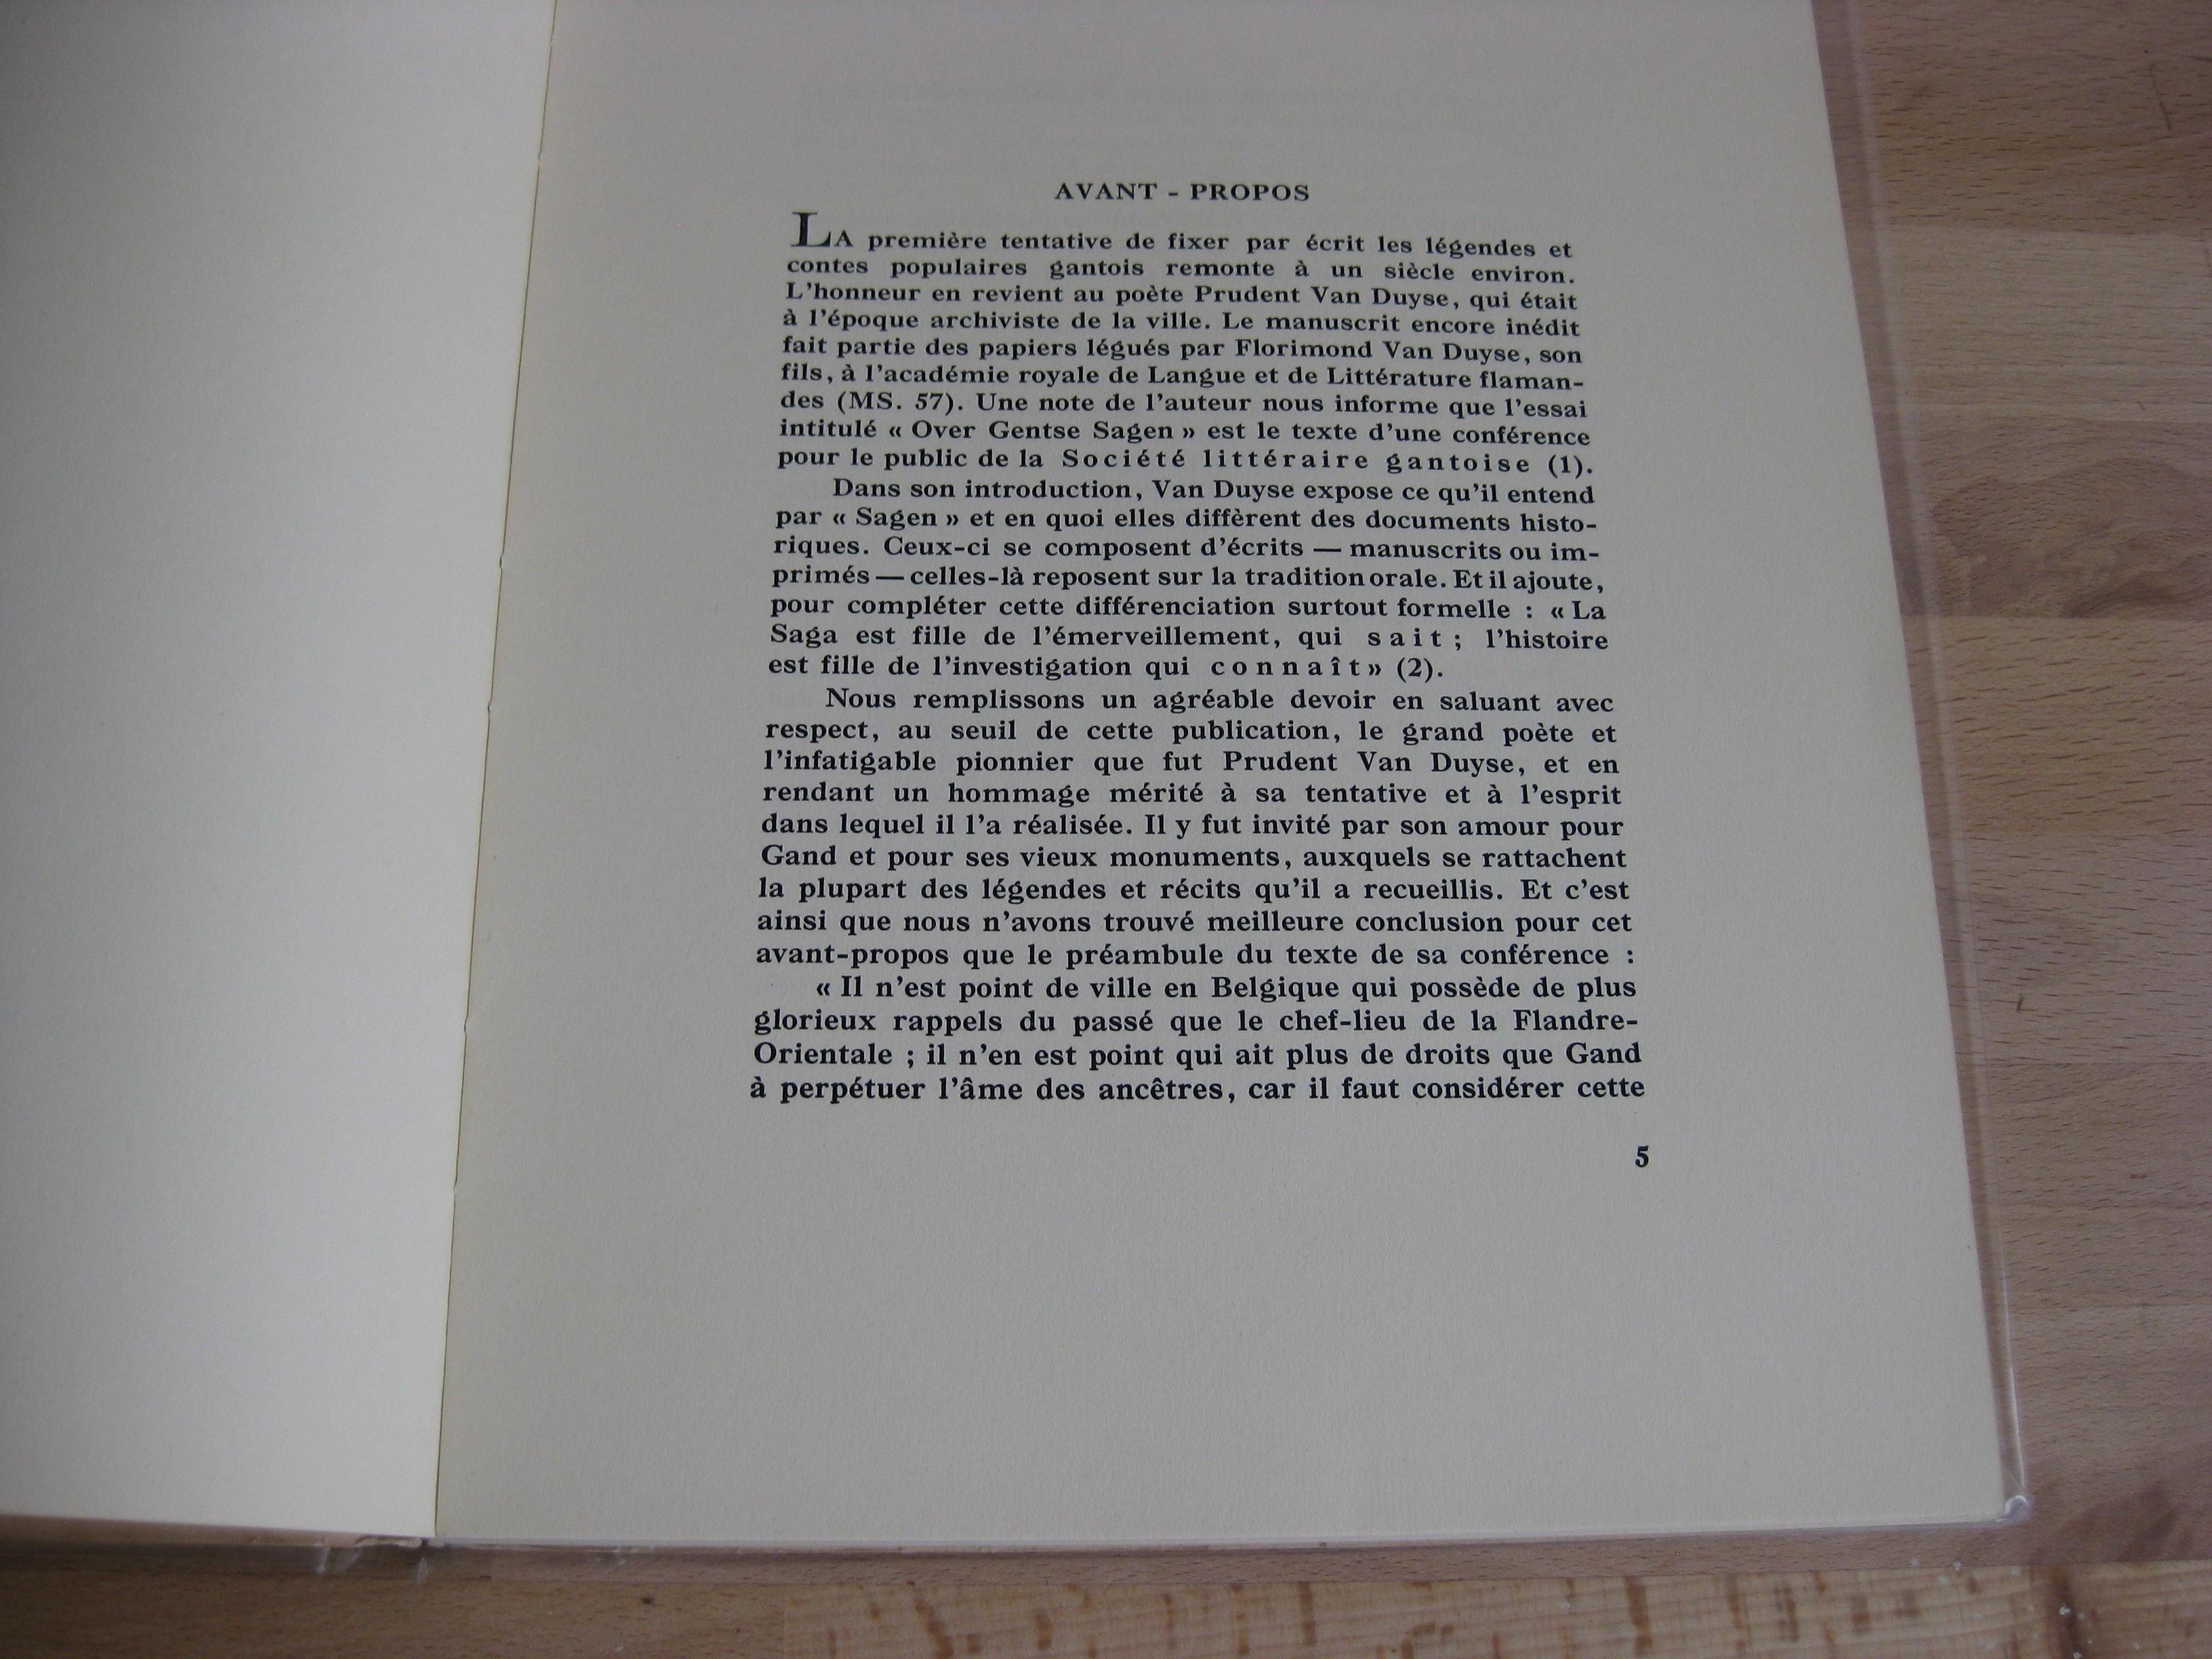 AVANT - PROPOS
LA première tentative de fixer par écrit les légendes et
contes populaires gantois remonte à un siècle environ.
L'honneur en revient au poète Prudent Van Duyse, qui était
à l'époque archiviste de la ville. Le manuscrit encore inédit
fait partie des papiers légués par Florimond Van Duyse, son
fils, à l'académie royale de Langue et de Littérature flaman-
des (MS. 57). Une note de l'auteur nous informe que l'essai
intitulé « Over Gentse Sagen » est le texte d'une conférence
pour le public de la Société littéraire gantoise (1).
Dans son introduction, Van Duyse expose ce qu'il entend
par « Sagen » et en quoi elles diffèrent des documents histo-
riques. Ceux-ci se composent d'écrits — manuscrits ou im-
primés — celles-là reposent sur la tradition orale. Et il ajoute,
pour compléter cette différenciation surtout formelle : « La
Saga est fille de l'émerveillement, qui sait ; l'histoire
est fille de l'investigation qui connaît » (2).
Nous remplissons un agréable devoir en saluant avec
respect, au seuil de cette publication, le grand poète et
l'infatigable pionnier que fut Prudent Van Duyse, et en
rendant un hommage mérité à sa tentative et à l'esprit
dans lequel il l'a réalisée. Il y fut invité par son amour pour
Gand et pour ses vieux monuments, auxquels se rattachent
la plupart des légendes et récits qu'il a recueillis. Et c'est
ainsi que nous n'avons trouvé meilleure conclusion pour cet
avant-propos que le préambule du texte de sa conférence :
« Il n'est point de ville en Belgique qui possède de plus
glorieux rappels du passé que le chef-lieu de la Flandre-
Orientale ; il n'en est point qui ait plus de droits que Gand
à perpétuer l'âme des ancêtres, car il faut considérer cette
5